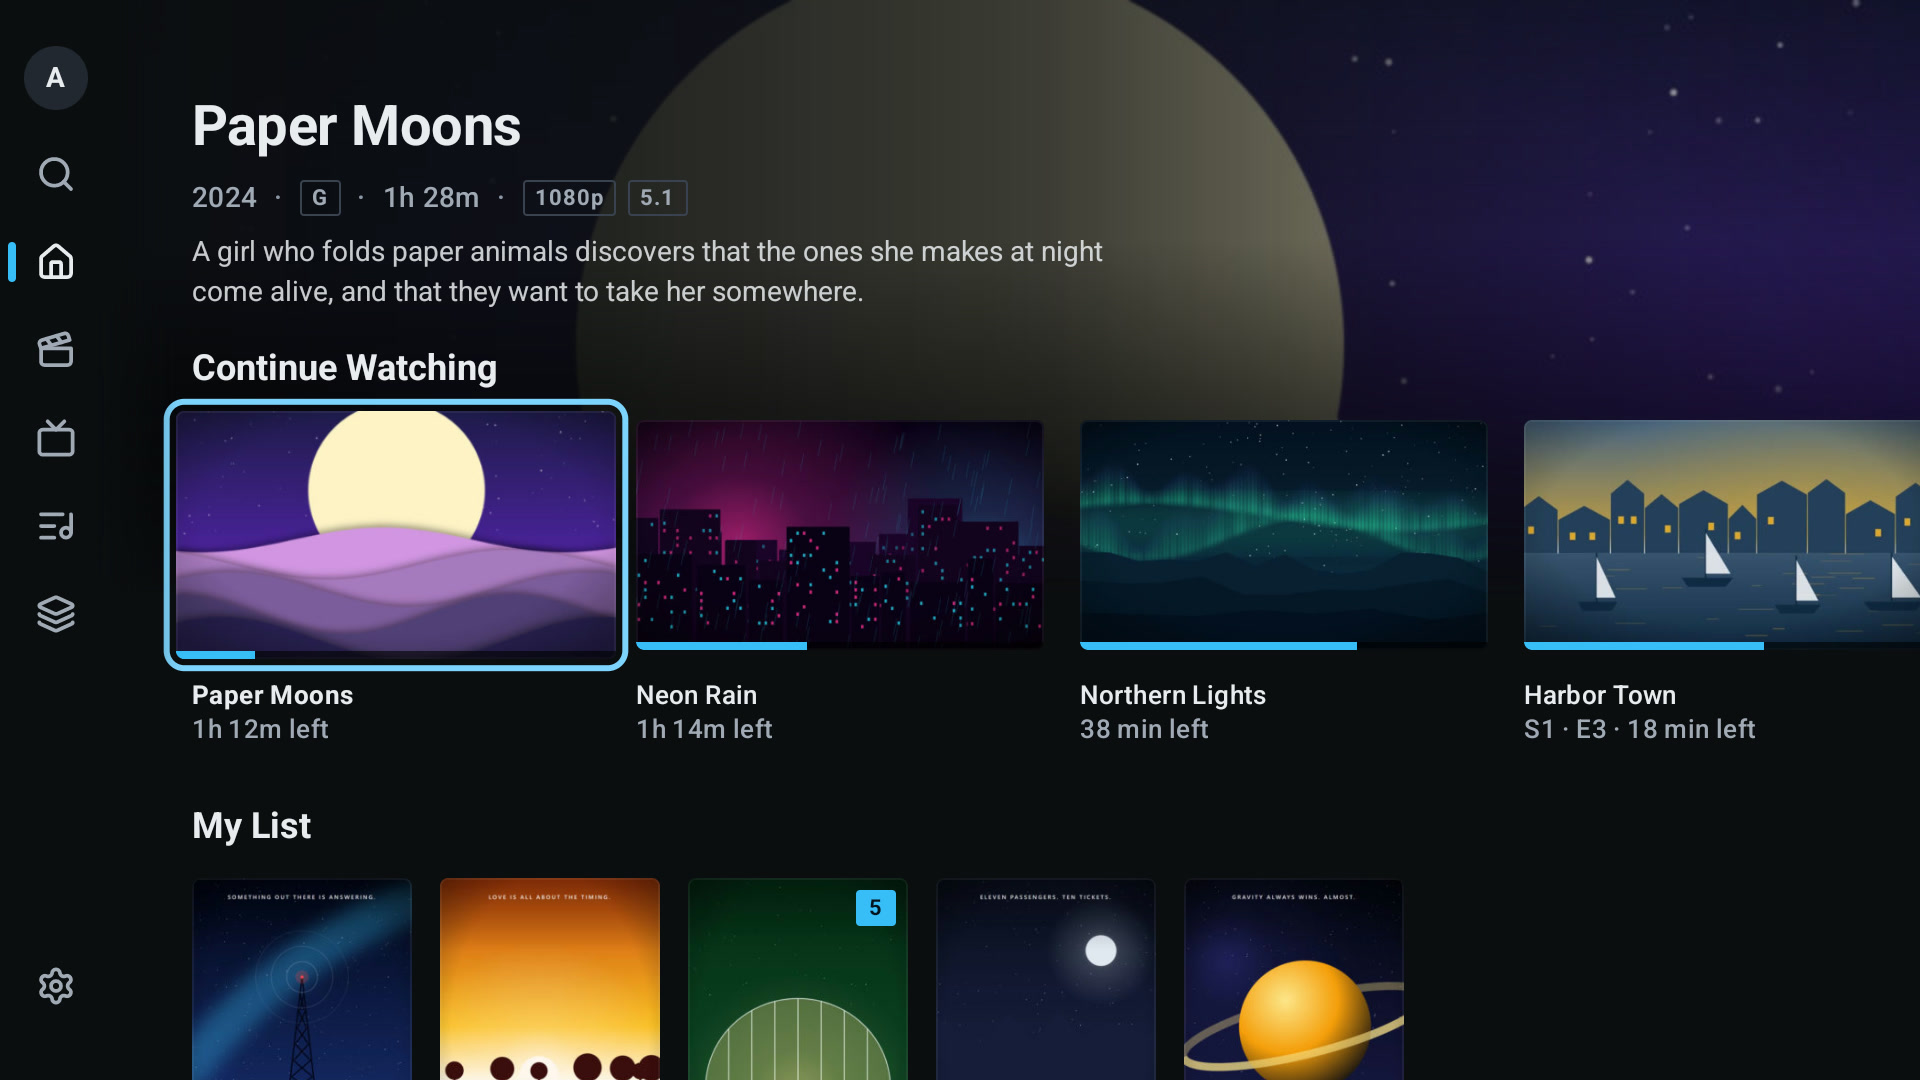 A
Paper Moons
2024 · G · 1h 28m · 1080p 5.1
A girl who folds paper animals discovers that the ones she makes at night
come alive, and that they want to take her somewhere.
Continue Watching
Paper Moons
1h 12m left
Neon Rain
1h 14m left
Northern Lights
38 min left
Harbor Town
S1 · E3 · 18 min left
My List
SOMETHING OUT THERE IS ANSWERING.
LOVE IS ALL ABOUT THE TIMING.
5
ELEVEN PASSENGERS. TEN TICKETS.
GRAVITY ALWAYS WINS. ALMOST.